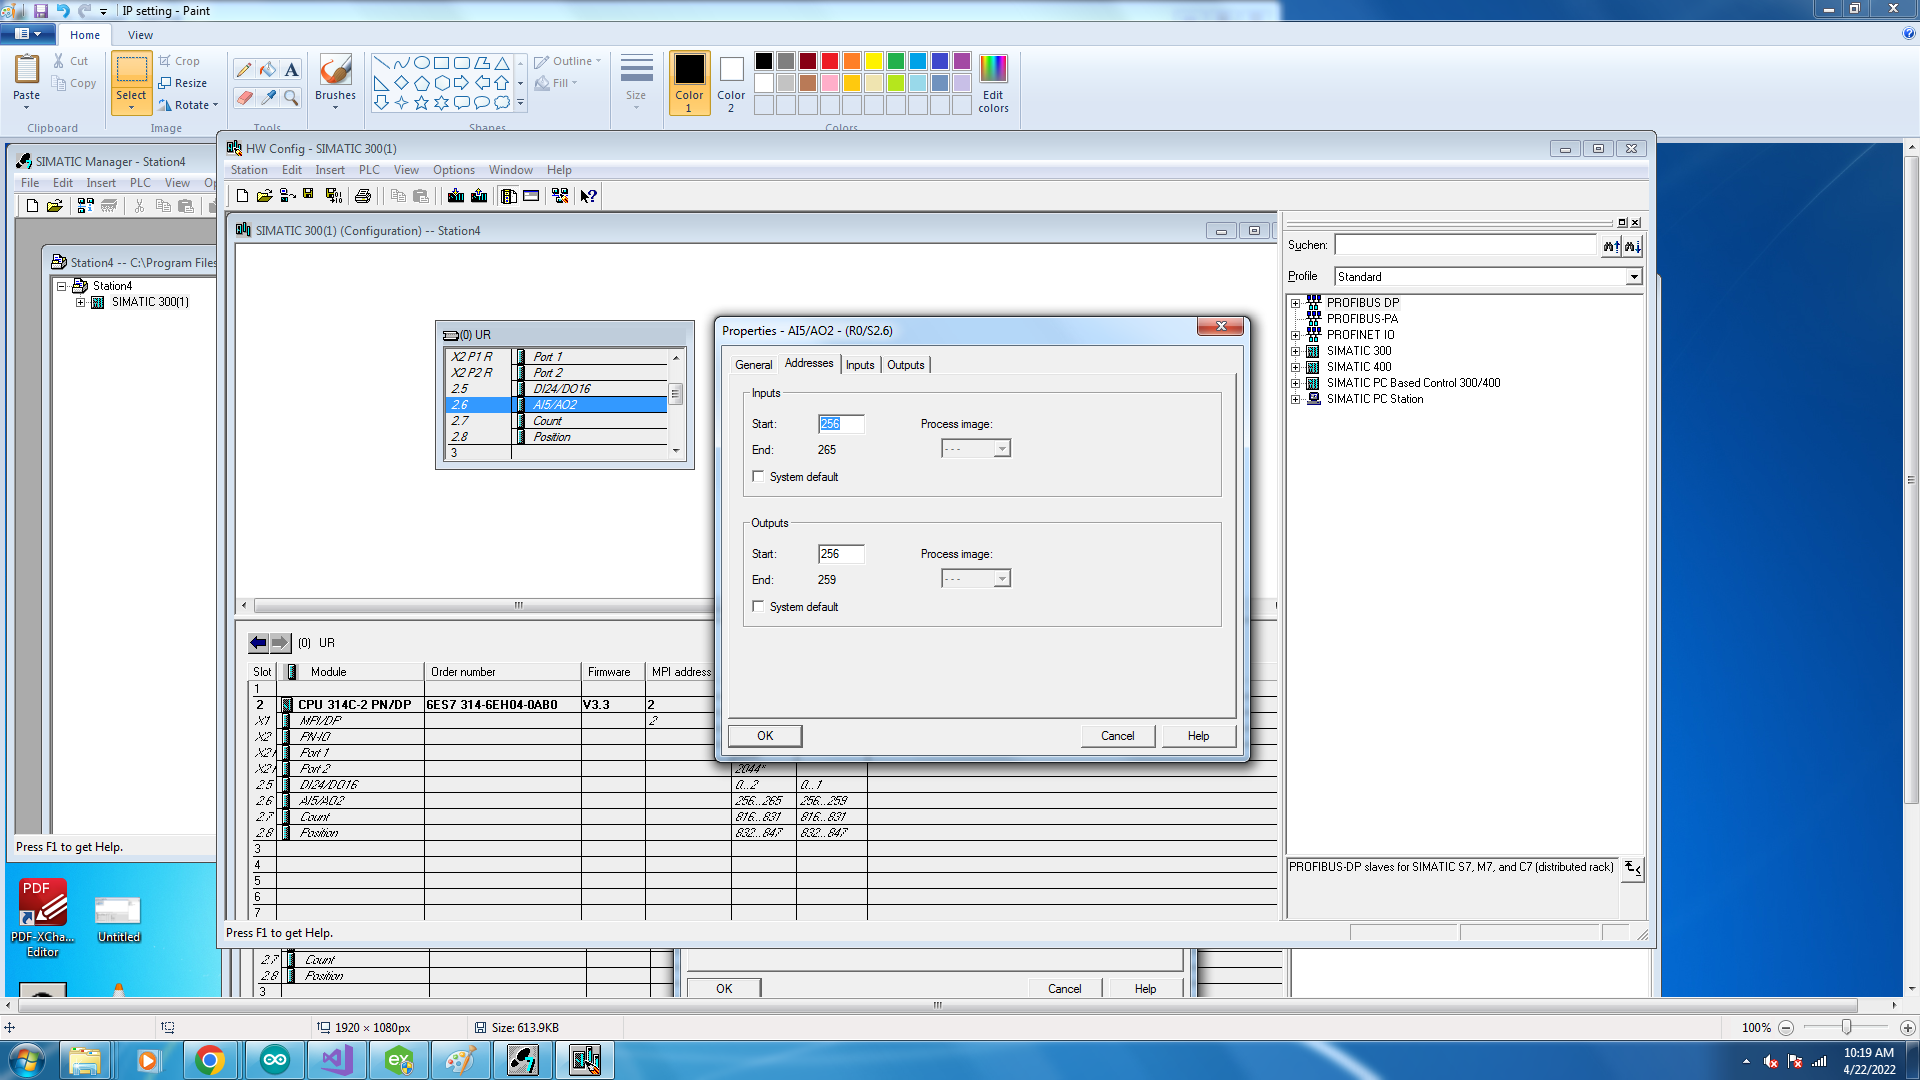 IP setting - Paint
Home
View
Paste
Cut
Copy
Clipboard
Select
Crop
Resize
Rotate
Image
Tools
Brushes
Shapes
Outline
Fill
Size
Color 1
Color 2
Colors
Edit colors
SIMATIC Manager - Station4
File Edit Insert PLC View
Station4 -- C:\Program Files
Station4
SIMATIC 300(1)
Press F1 to get Help.
HW Config - SIMATIC 300(1)
Station Edit Insert PLC View Options Window Help
SIMATIC 300(1) (Configuration) -- Station4
(0) UR
X2 P1 R Port 1
X2 P2 R Port 2
2.5 DI24/DO16
2.6 AI5/AO2
2.7 Count
2.8 Position
3
Properties - AI5/AO2 - (R0/S2.6)
General Addresses Inputs Outputs
Inputs
Start: 256 Process image:
End: 265 ---
System default
Outputs
Start: 256 Process image:
End: 259 ---
System default
OK Cancel Help
Suchen:
Profile Standard
PROFIBUS DP
PROFIBUS-PA
PROFINET IO
SIMATIC 300
SIMATIC 400
SIMATIC PC Based Control 300/400
SIMATIC PC Station
PROFIBUS-DP slaves for SIMATIC S7, M7, and C7 (distributed rack)
(0) UR
Slot Module Order number Firmware MPI address
1
2 CPU 314C-2 PN/DP 6ES7 314-6EH04-0AB0 V3.3 2
X1 MPI/DP 2
X2 PN-IO
Port 1
Port 2 2044*
2.5 DI24/DO16 0...2 0...1
2.6 AI5/AO2 256...265 256...259
2.7 Count 816...831 816...831
2.8 Position 832...847 832...847
3
4
5
6
7
Press F1 to get Help.
PDF
PDF-XCha...
Editor
Untitled
2.7 Count
2.8 Position
3
OK Cancel Help
1920 × 1080px
Size: 613.9KB
100%
10:19 AM
4/22/2022